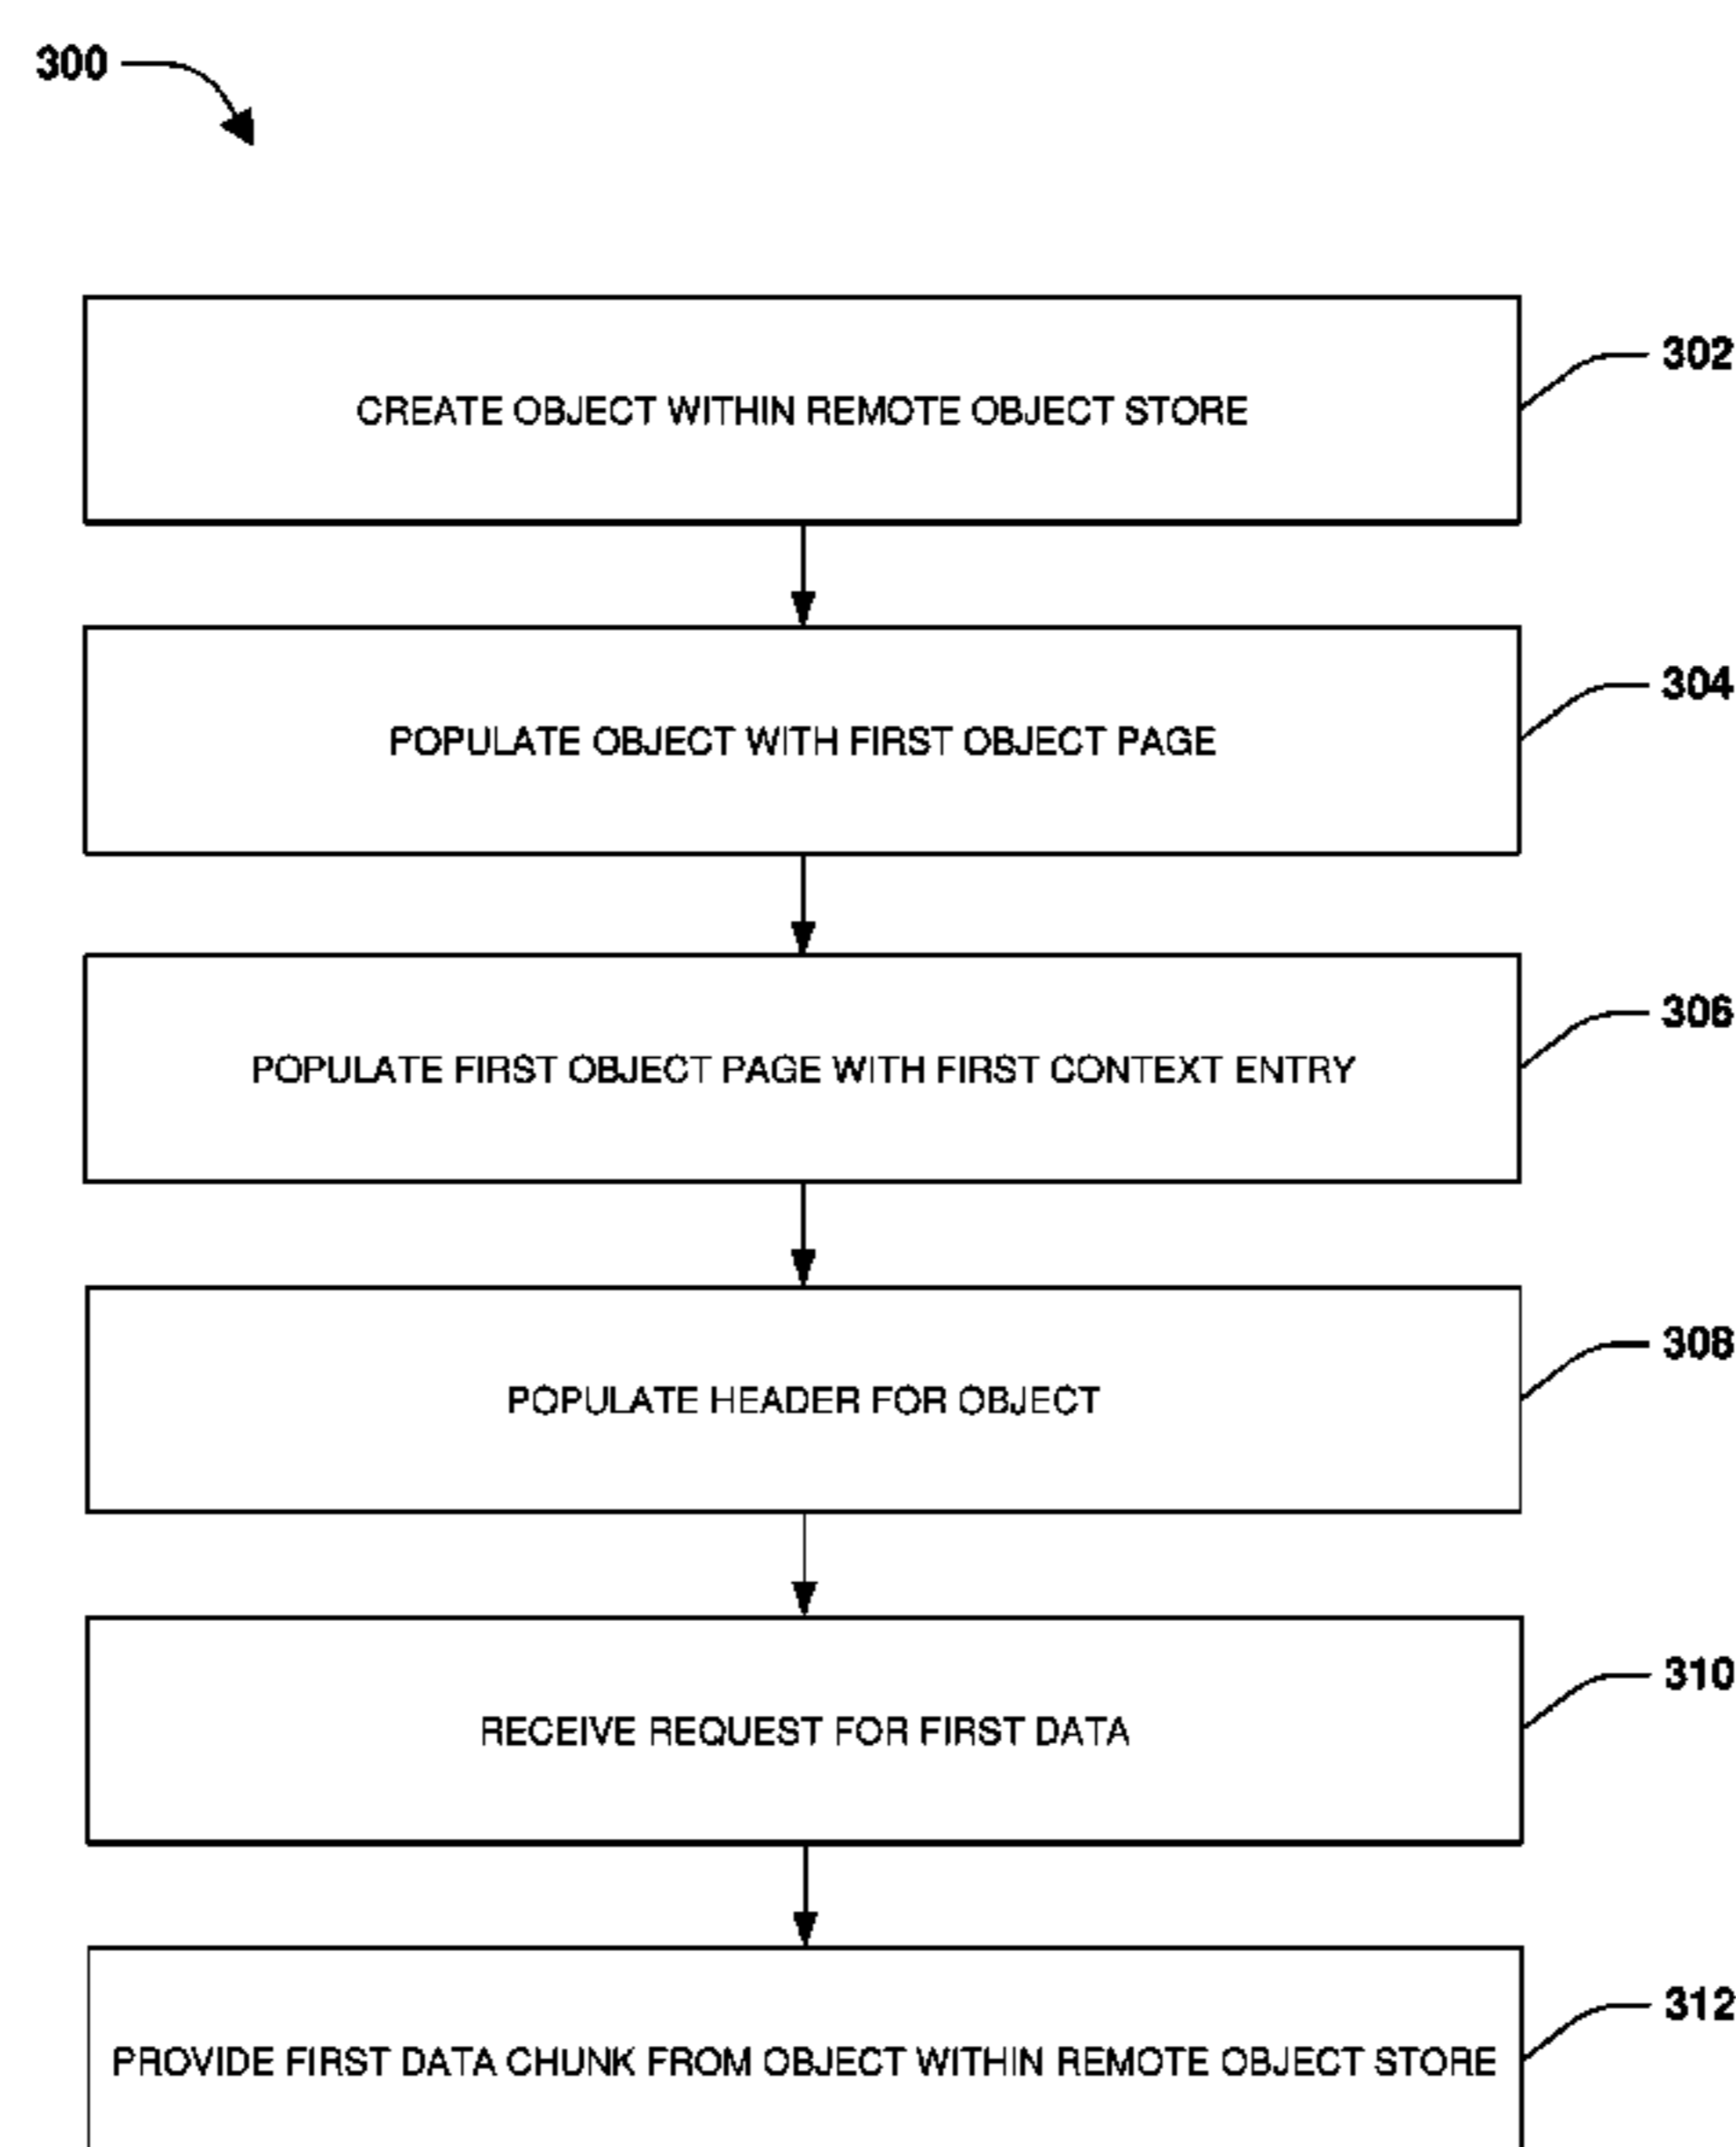 300
CREATE OBJECT WITHIN REMOTE OBJECT STORE
302
POPULATE OBJECT WITH FIRST OBJECT PAGE
304
POPULATE FIRST OBJECT PAGE WITH FIRST CONTEXT ENTRY
306
POPULATE HEADER FOR OBJECT
308
RECEIVE REQUEST FOR FIRST DATA
310
PROVIDE FIRST DATA CHUNK FROM OBJECT WITHIN REMOTE OBJECT STORE
312